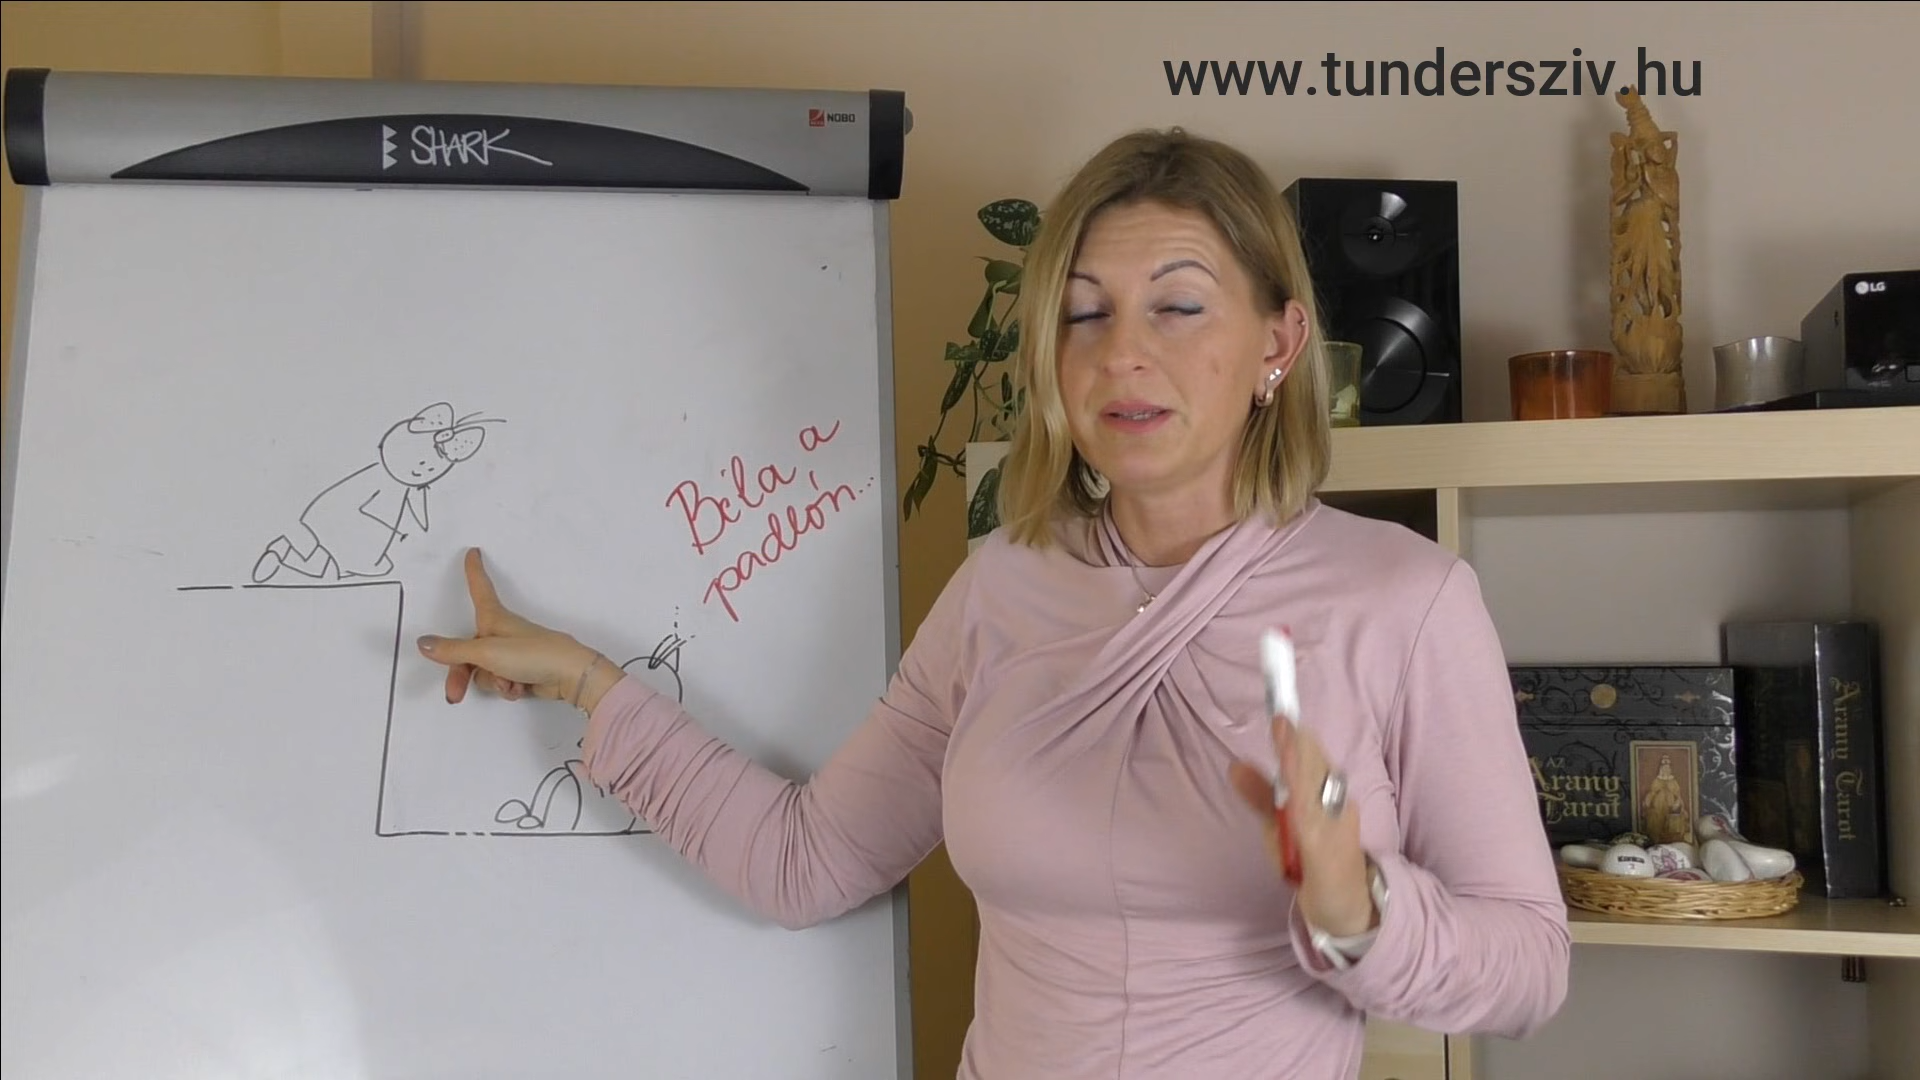 www.tundersziv.hu
NOBO
SHARK
LG
Béla a
padlón...
AZ
Arany
Tarot
Arany Tarot